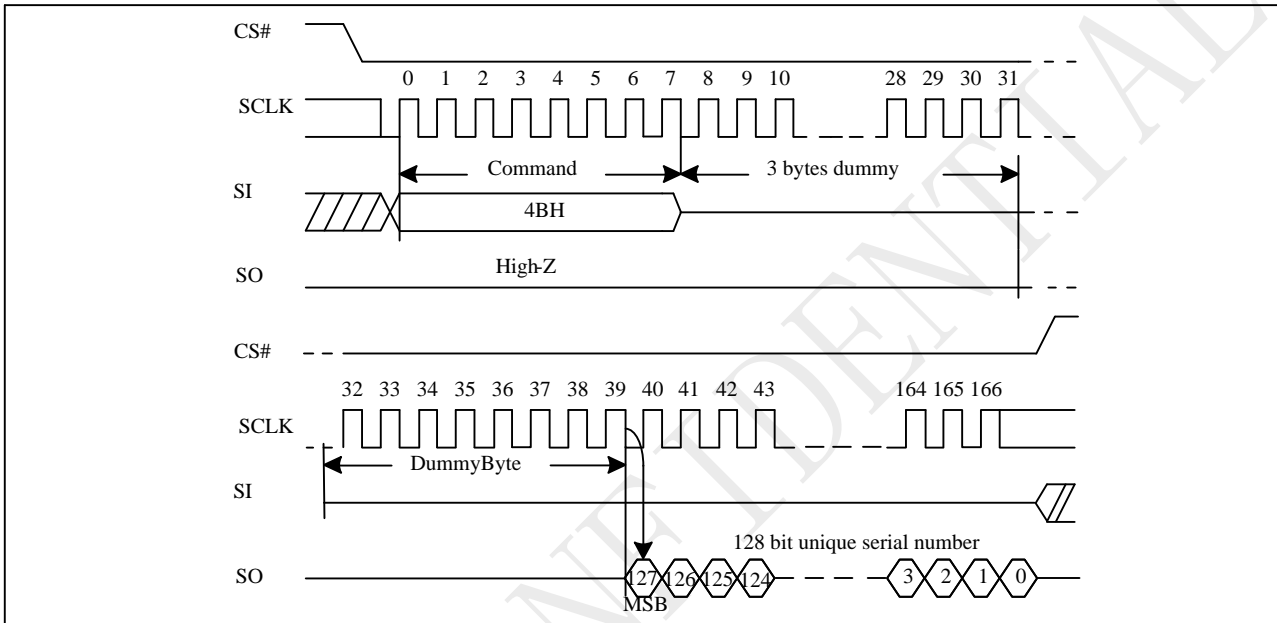 CS#
0 1 2 3 4 5 6 7 8 9 10 28 29 30 31
SCLK
Command 3 bytes dummy
SI
4BH
High-Z
SO
CS#
32 33 34 35 36 37 38 39 40 41 42 43 164 165 166
SCLK
DummyByte
SI
128 bit unique serial number
SO 127 126 125 124 3 2 1 0
MSB